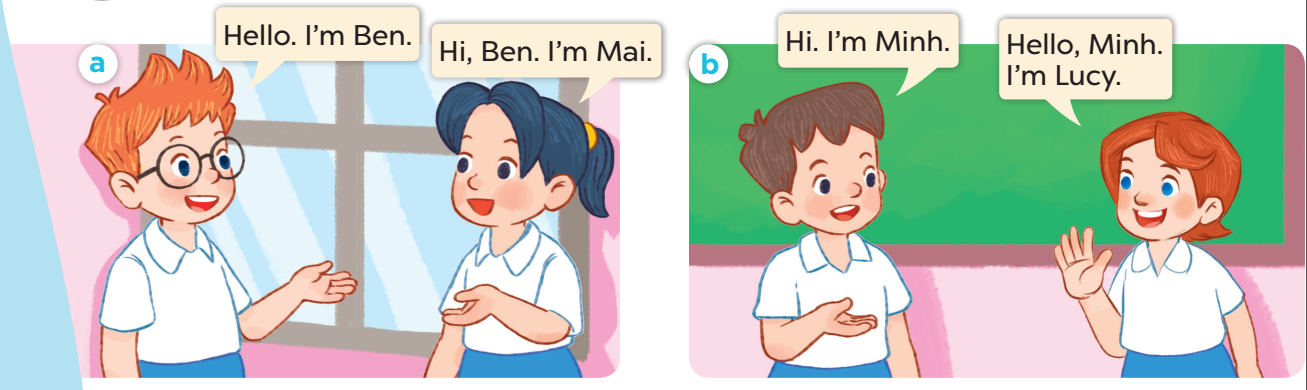 a
Hello. I'm Ben.
Hi, Ben. I'm Mai.
b
Hi. I'm Minh.
Hello, Minh.
I'm Lucy.